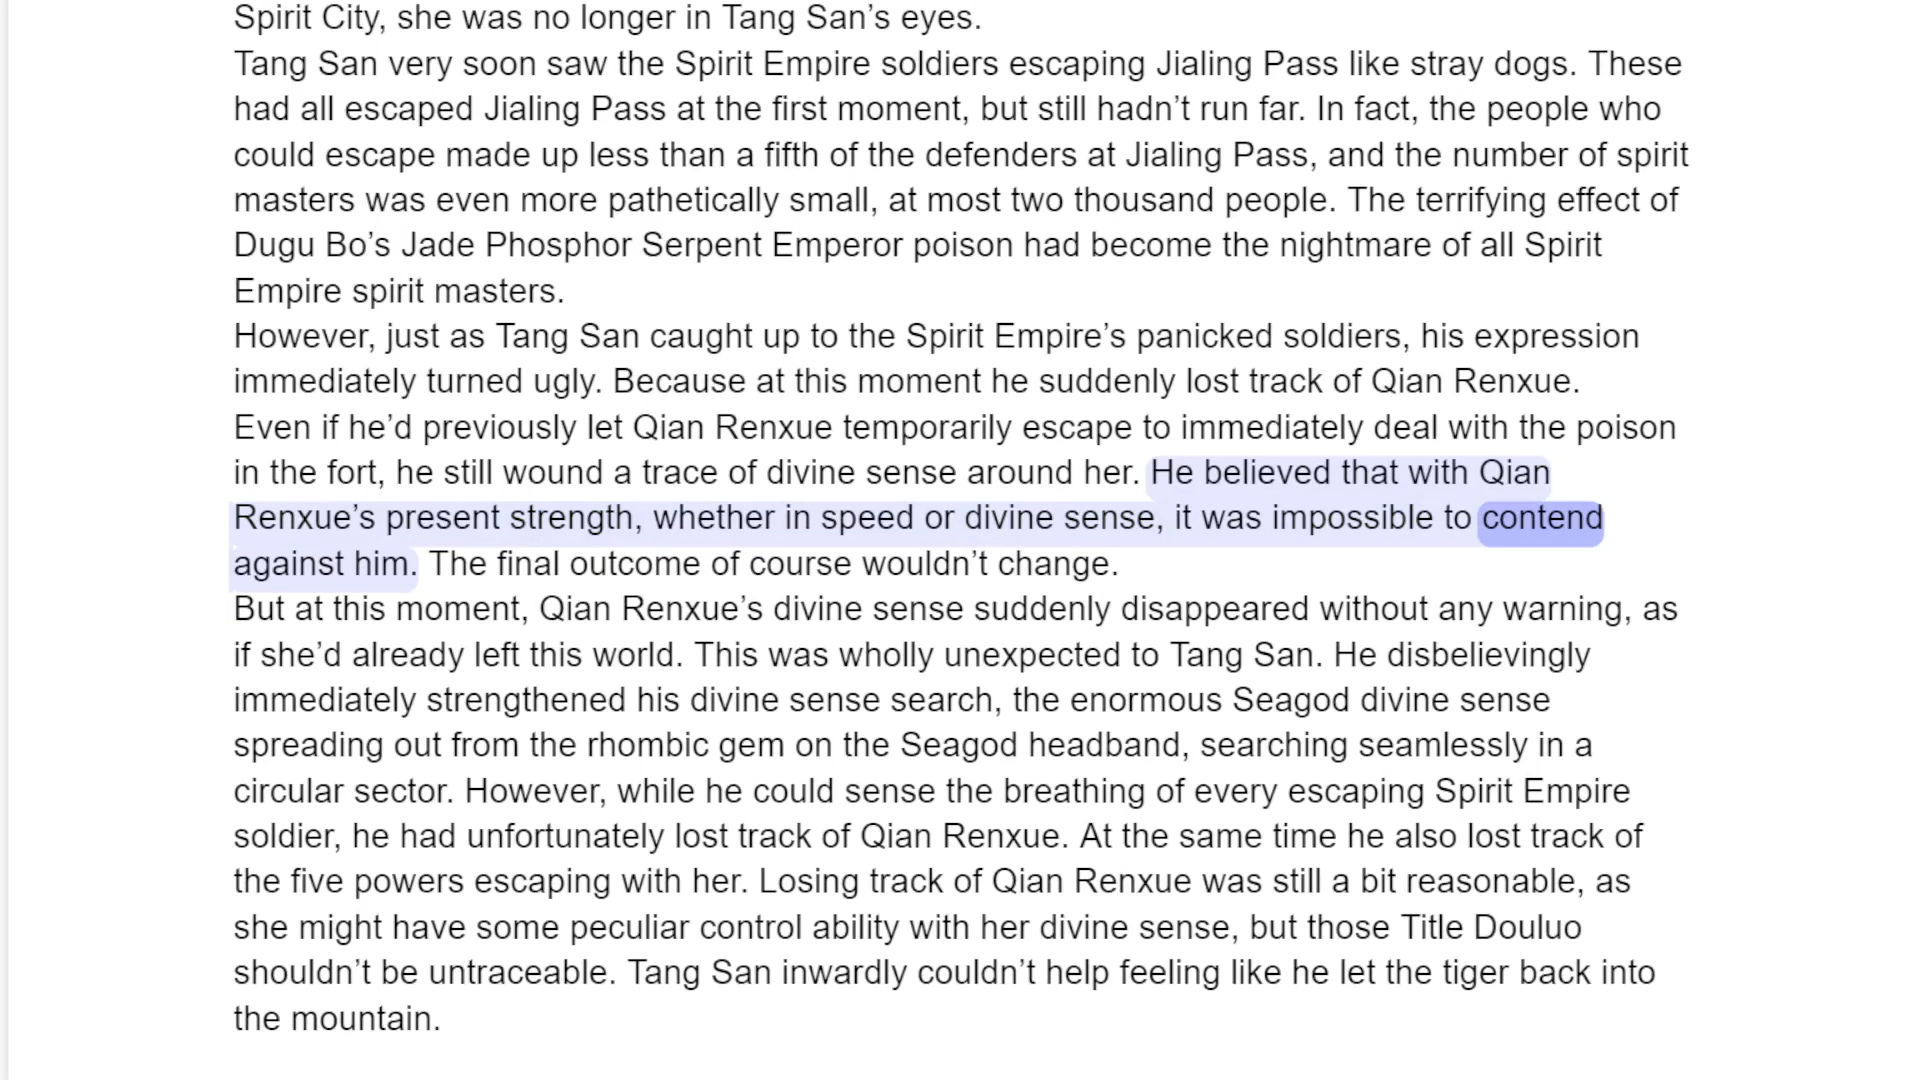 Spirit City, she was no longer in Tang San’s eyes.
Tang San very soon saw the Spirit Empire soldiers escaping Jialing Pass like stray dogs. These
had all escaped Jialing Pass at the first moment, but still hadn’t run far. In fact, the people who
could escape made up less than a fifth of the defenders at Jialing Pass, and the number of spirit
masters was even more pathetically small, at most two thousand people. The terrifying effect of
Dugu Bo’s Jade Phosphor Serpent Emperor poison had become the nightmare of all Spirit
Empire spirit masters.
However, just as Tang San caught up to the Spirit Empire’s panicked soldiers, his expression
immediately turned ugly. Because at this moment he suddenly lost track of Qian Renxue.
Even if he’d previously let Qian Renxue temporarily escape to immediately deal with the poison
in the fort, he still wound a trace of divine sense around her. He believed that with Qian
Renxue’s present strength, whether in speed or divine sense, it was impossible to contend
against him. The final outcome of course wouldn’t change.
But at this moment, Qian Renxue’s divine sense suddenly disappeared without any warning, as
if she’d already left this world. This was wholly unexpected to Tang San. He disbelievingly
immediately strengthened his divine sense search, the enormous Seagod divine sense
spreading out from the rhombic gem on the Seagod headband, searching seamlessly in a
circular sector. However, while he could sense the breathing of every escaping Spirit Empire
soldier, he had unfortunately lost track of Qian Renxue. At the same time he also lost track of
the five powers escaping with her. Losing track of Qian Renxue was still a bit reasonable, as
she might have some peculiar control ability with her divine sense, but those Title Douluo
shouldn’t be untraceable. Tang San inwardly couldn’t help feeling like he let the tiger back into
the mountain.